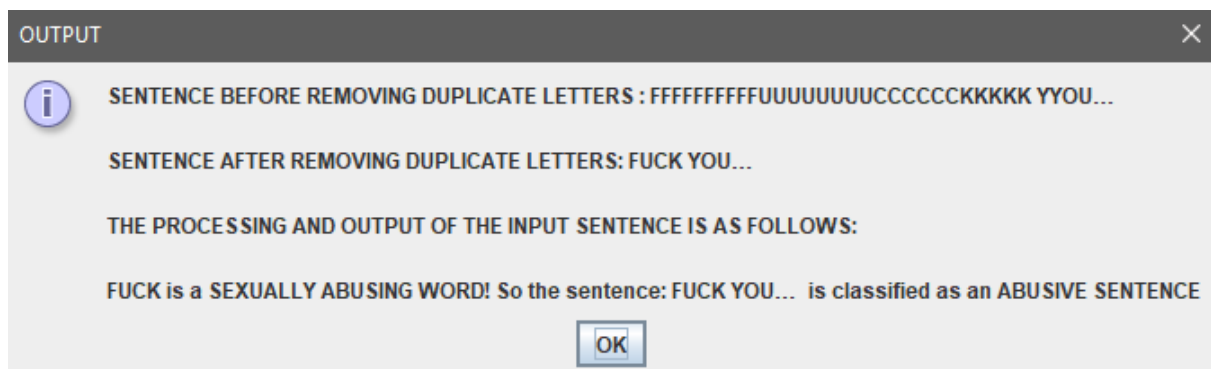 OUTPUT
SENTENCE BEFORE REMOVING DUPLICATE LETTERS : FFFFFFFFFFUUUUUUUUCCCCCCKKKKK YYOU...
SENTENCE AFTER REMOVING DUPLICATE LETTERS: FUCK YOU...
THE PROCESSING AND OUTPUT OF THE INPUT SENTENCE IS AS FOLLOWS:
FUCK is a SEXUALLY ABUSING WORD! So the sentence: FUCK YOU... is classified as an ABUSIVE SENTENCE
OK